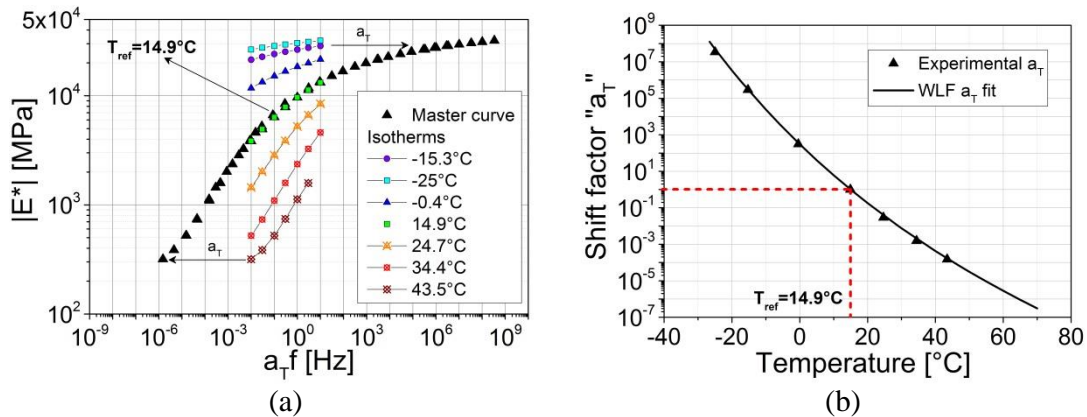 5x10⁴
10⁴
10³
10²
|E*| [MPa]
T_ref=14.9°C
a_T
a_T
Master curve
Isotherms
-15.3°C
-25°C
-0.4°C
14.9°C
24.7°C
34.4°C
43.5°C
10⁻⁹ 10⁻⁶ 10⁻³ 10⁰ 10³ 10⁶ 10⁹
a_T f [Hz]
(a)
10⁹
10⁷
10⁵
10³
10¹
10⁻¹
10⁻³
10⁻⁵
10⁻⁷
Shift factor "a_T"
Experimental a_T
WLF a_T fit
T_ref=14.9°C
-40 -20 0 20 40 60 80
Temperature [°C]
(b)